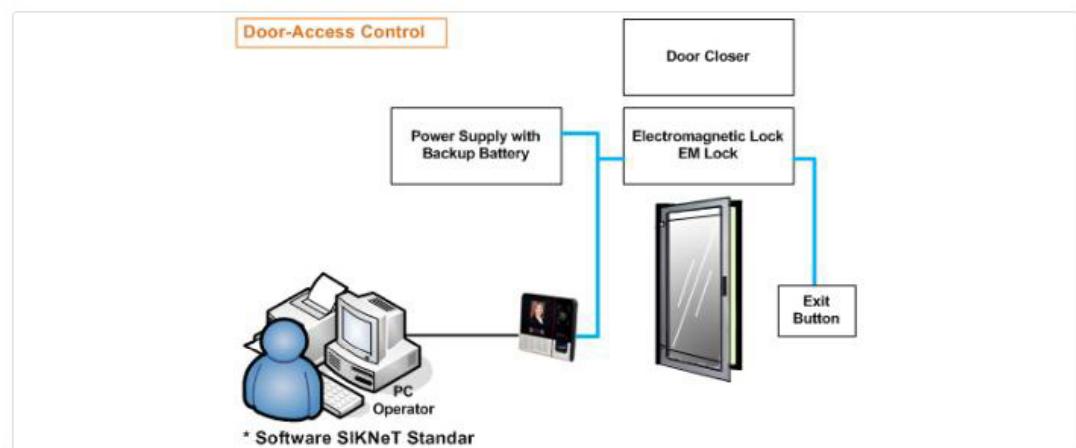 Door-Access Control
Door Closer
Power Supply with
Backup Battery
Electromagnetic Lock
EM Lock
Exit
Button
PC
Operator
* Software SIKNeT Standar